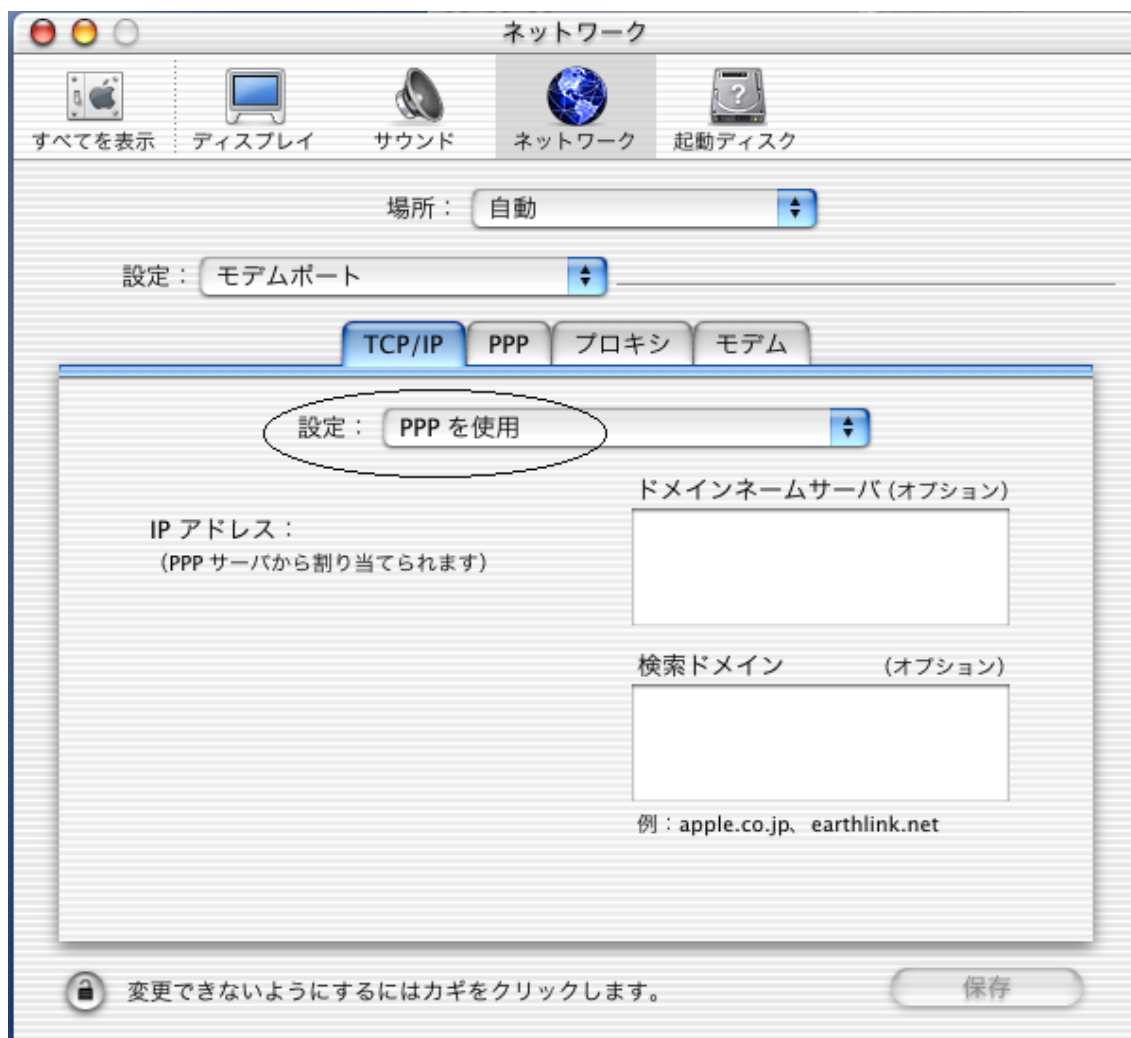 ネットワーク
すべてを表示 ディスプレイ サウンド ネットワーク 起動ディスク
場所： 自動
設定： モデムポート
TCP/IP PPP プロキシ モデム
設定： PPP を使用
ドメインネームサーバ (オプション)
IP アドレス：
（PPP サーバから割り当てられます）
検索ドメイン (オプション)
例：apple.co.jp、earthlink.net
変更できないようにするにはカギをクリックします。 保存